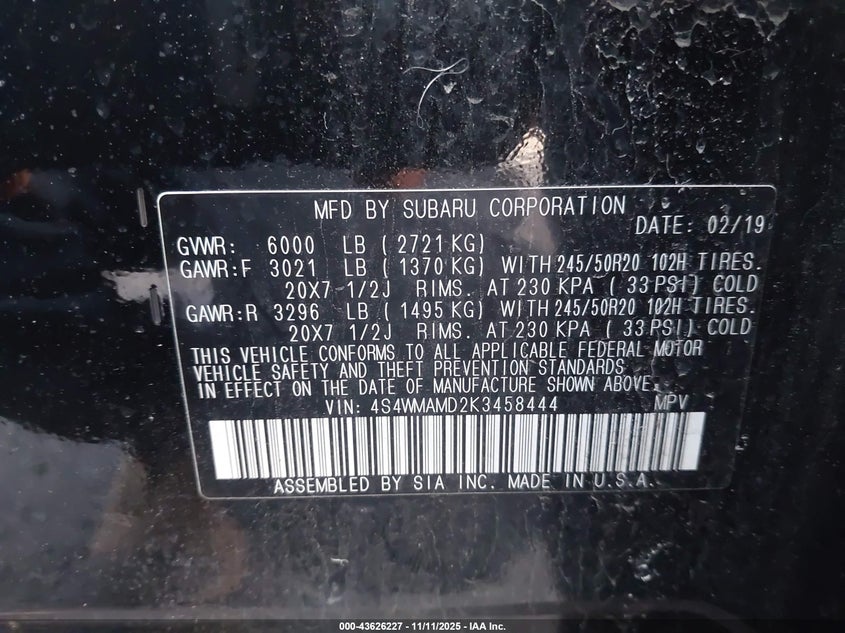 MFD BY SUBARU CORPORATION
DATE: 02/19
GVWR: 6000 LB ( 2721 KG)
GAWR:F 3021 LB ( 1370 KG) WITH 245/50R20 102H TIRES.
20X7 1/2J RIMS. AT 230 KPA ( 33 PSI) COLD
GAWR:R 3296 LB ( 1495 KG) WITH 245/50R20 102H TIRES.
20X7 1/2J RIMS. AT 230 KPA ( 33 PSI) COLD
THIS VEHICLE CONFORMS TO ALL APPLICABLE FEDERAL MOTOR
VEHICLE SAFETY AND THEFT PREVENTION STANDARDS
IN EFFECT ON THE DATE OF MANUFACTURE SHOWN ABOVE.
VIN: 4S4WMAMD2K3458444 MPV
ASSEMBLED BY SIA INC. MADE IN U.S.A.
000-43626227 - 11/11/2025 - IAA Inc.